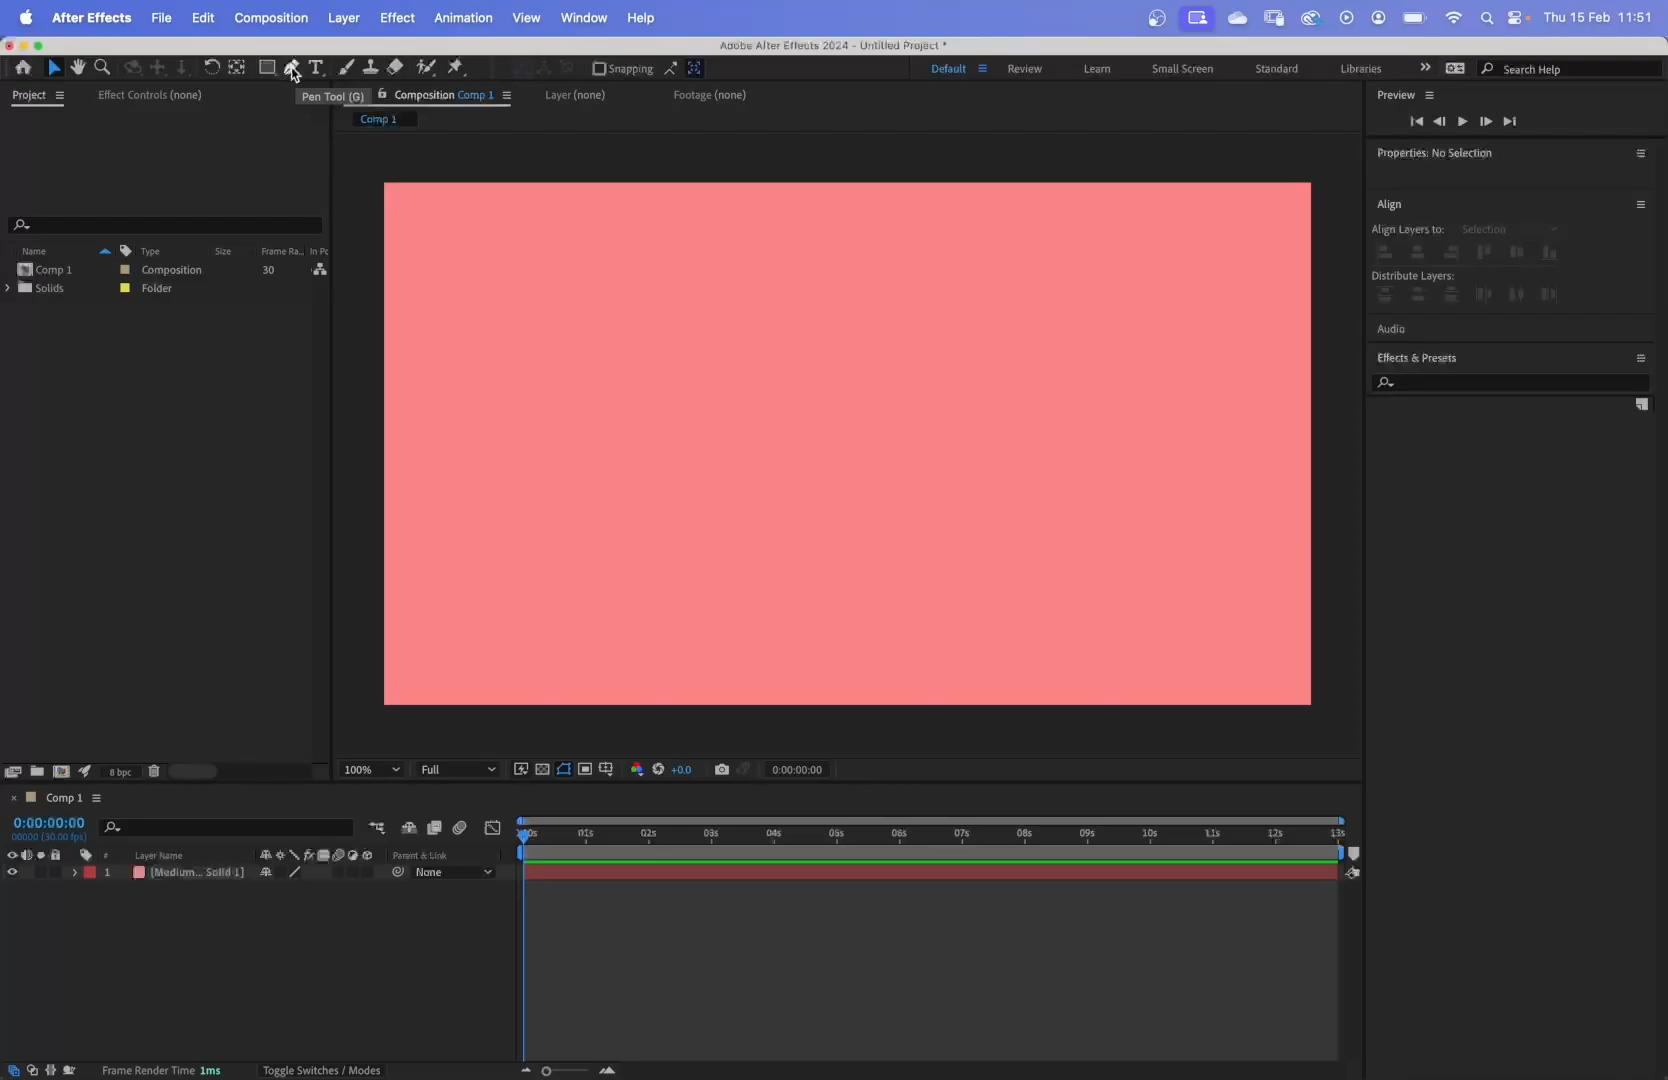 After Effects File Edit Composition Layer Effect Animation View Window Help Thu 15 Feb 11:51
Adobe After Effects 2024 - Untitled Project *
Snapping Default Review Learn Small Screen Standard Libraries Search Help
Project Effect Controls (none) Pen Tool (G) Composition Comp 1 Layer (none) Footage (none) Preview
Comp 1
Properties: No Selection
Align
Align Layers to: Selection
Name Type Size Frame Ra... In Po
Comp 1 Composition 30
Distribute Layers:
Solids Folder
Audio
Effects & Presets
8 bpc 100% Full +0.0 0:00:00:00
Comp 1
0:00:00:00
00000 (30.00 fps)
01s 02s 03s 04s 05s 06s 07s 08s 09s 10s 11s 12s 13s
# Layer Name Parent & Link
1 [Medium... Solid 1] None
Frame Render Time 1ms Toggle Switches / Modes